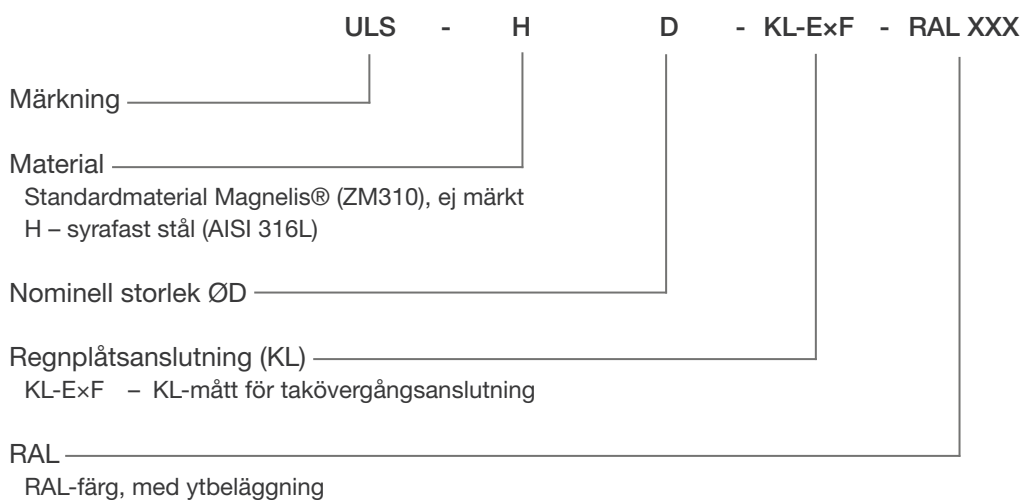 ULS - H D - KL-E×F - RAL XXX
Märkning
Material
Standardmaterial Magnelis® (ZM310), ej märkt
H – syrafast stål (AISI 316L)
Nominell storlek ØD
Regnplåtsanslutning (KL)
KL-E×F – KL-mått för takövergångsanslutning
RAL
RAL-färg, med ytbeläggning